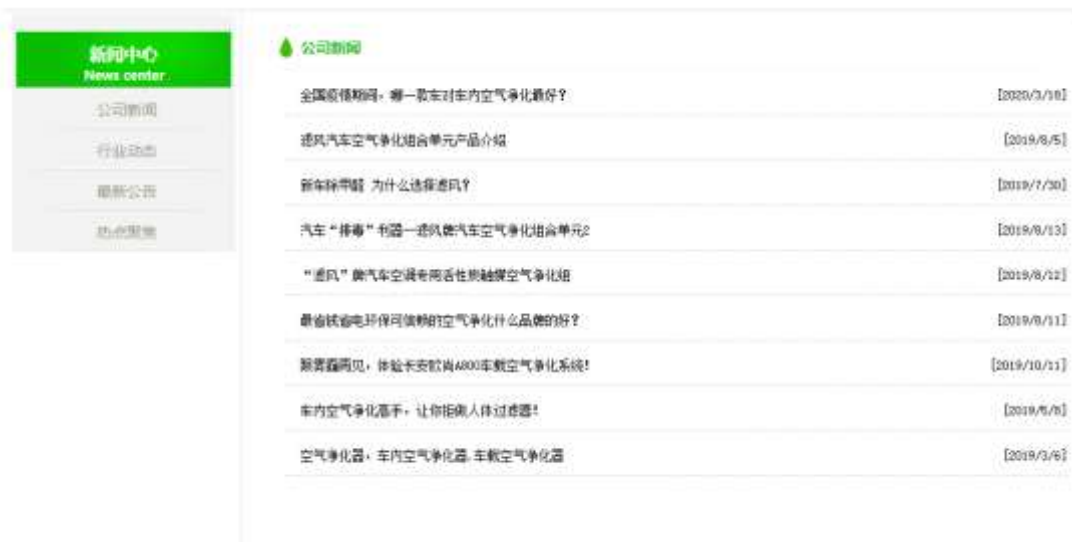 新闻中心
News center
公司新闻
行业动态
最新公告
热点聚焦
公司新闻
全国疫情期间，哪一款车对车内空气净化最好？
[2020/3/18]
滤风汽车空气净化组合单元产品介绍
[2019/8/5]
新车除甲醛 为什么选择滤风？
[2019/7/30]
汽车“排毒”利器—滤风牌汽车空气净化组合单元2
[2019/8/13]
“滤风”牌汽车空调专用活性炭触媒空气净化组
[2019/8/12]
最省钱省电环保可信赖的空气净化什么品牌的好？
[2019/8/11]
跟雾霾再见，体验长安欧尚A800车载空气净化系统！
[2019/10/11]
车内空气净化高手，让你拒做人体过滤器！
空气净化器，车内空气净化器,车载空气净化器
[2019/3/6]